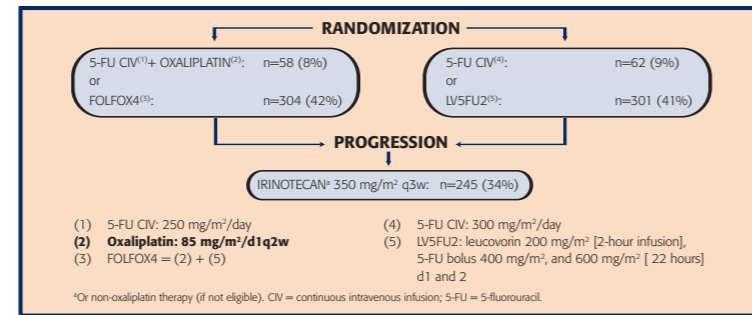 RANDOMIZATION
5-FU CIV(1)+ OXALIPLATIN(2): n=58 (8%)
or
FOLFOX4(3): n=304 (42%)
5-FU CIV(4): n=62 (9%)
or
LV5FU2(5): n=301 (41%)
PROGRESSION
IRINOTECANᵃ 350 mg/m² q3w: n=245 (34%)
(1) 5-FU CIV: 250 mg/m²/day
(2) Oxaliplatin: 85 mg/m²/d1q2w
(3) FOLFOX4 = (2) + (5)
(4) 5-FU CIV: 300 mg/m²/day
(5) LV5FU2: leucovorin 200 mg/m² [2-hour infusion],
5-FU bolus 400 mg/m², and 600 mg/m² [ 22 hours]
d1 and 2
ᵃOr non-oxaliplatin therapy (if not eligible). CIV = continuous intravenous infusion; 5-FU = 5-fluorouracil.